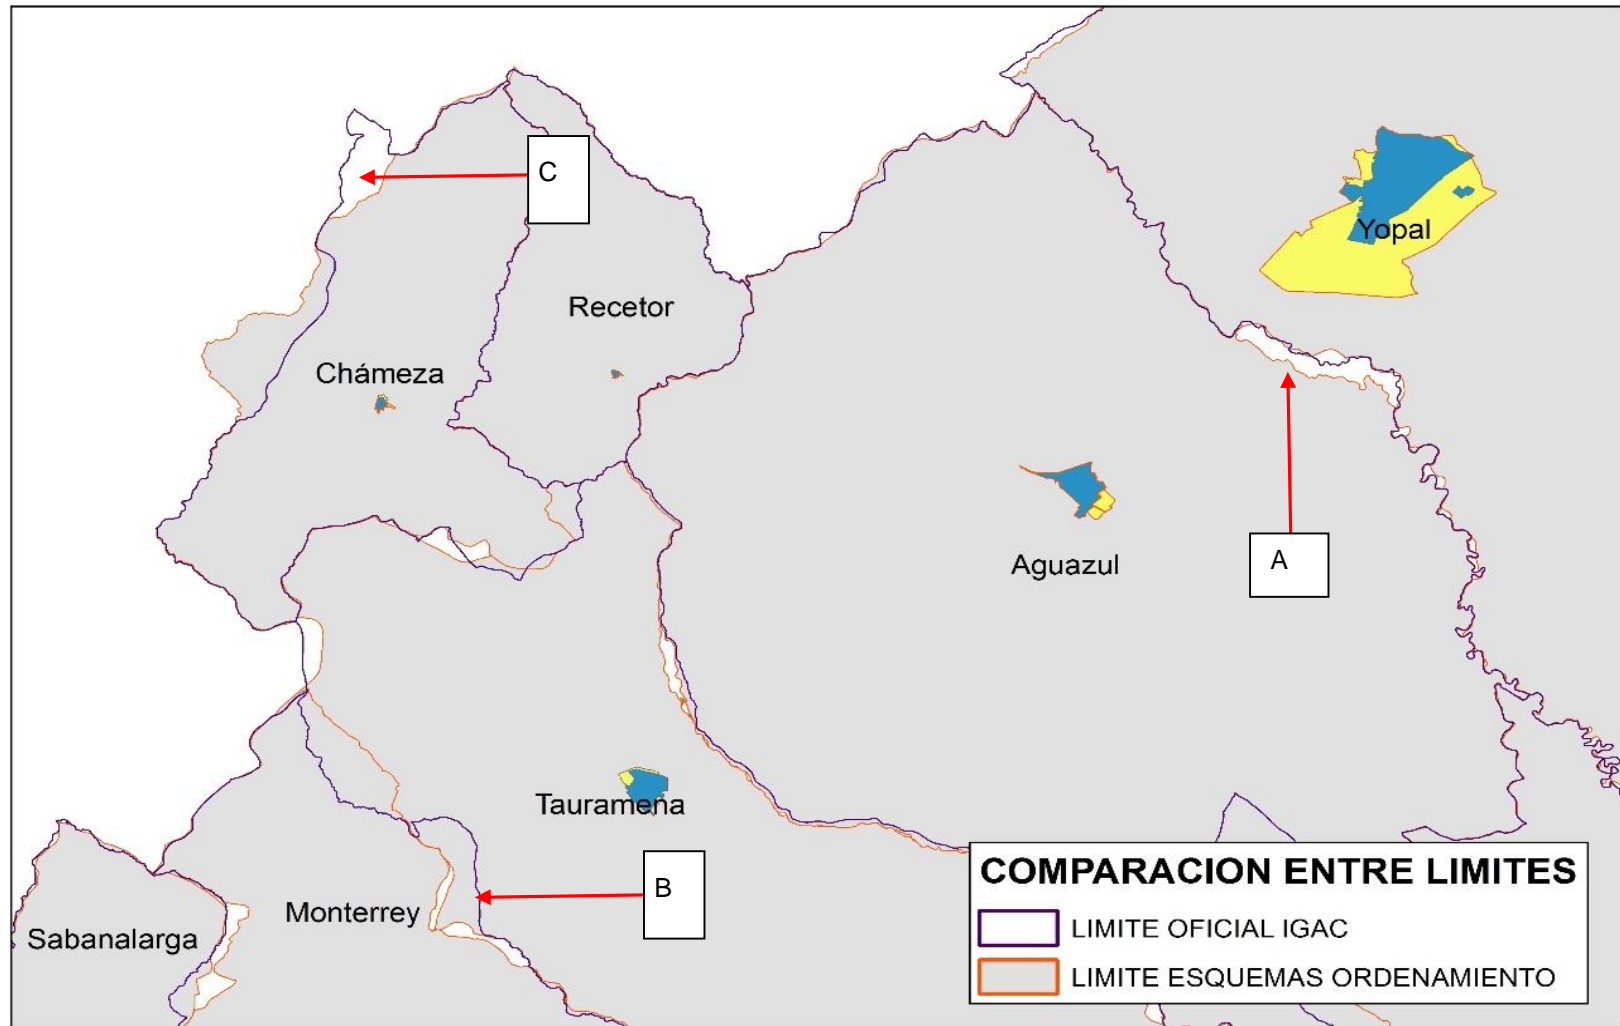 C
Yopal
Recetor
Chámeza
A
Aguazul
Tauramena
B
Monterrey
Sabanalarga
COMPARACION ENTRE LIMITES
LIMITE OFICIAL IGAC
LIMITE ESQUEMAS ORDENAMIENTO